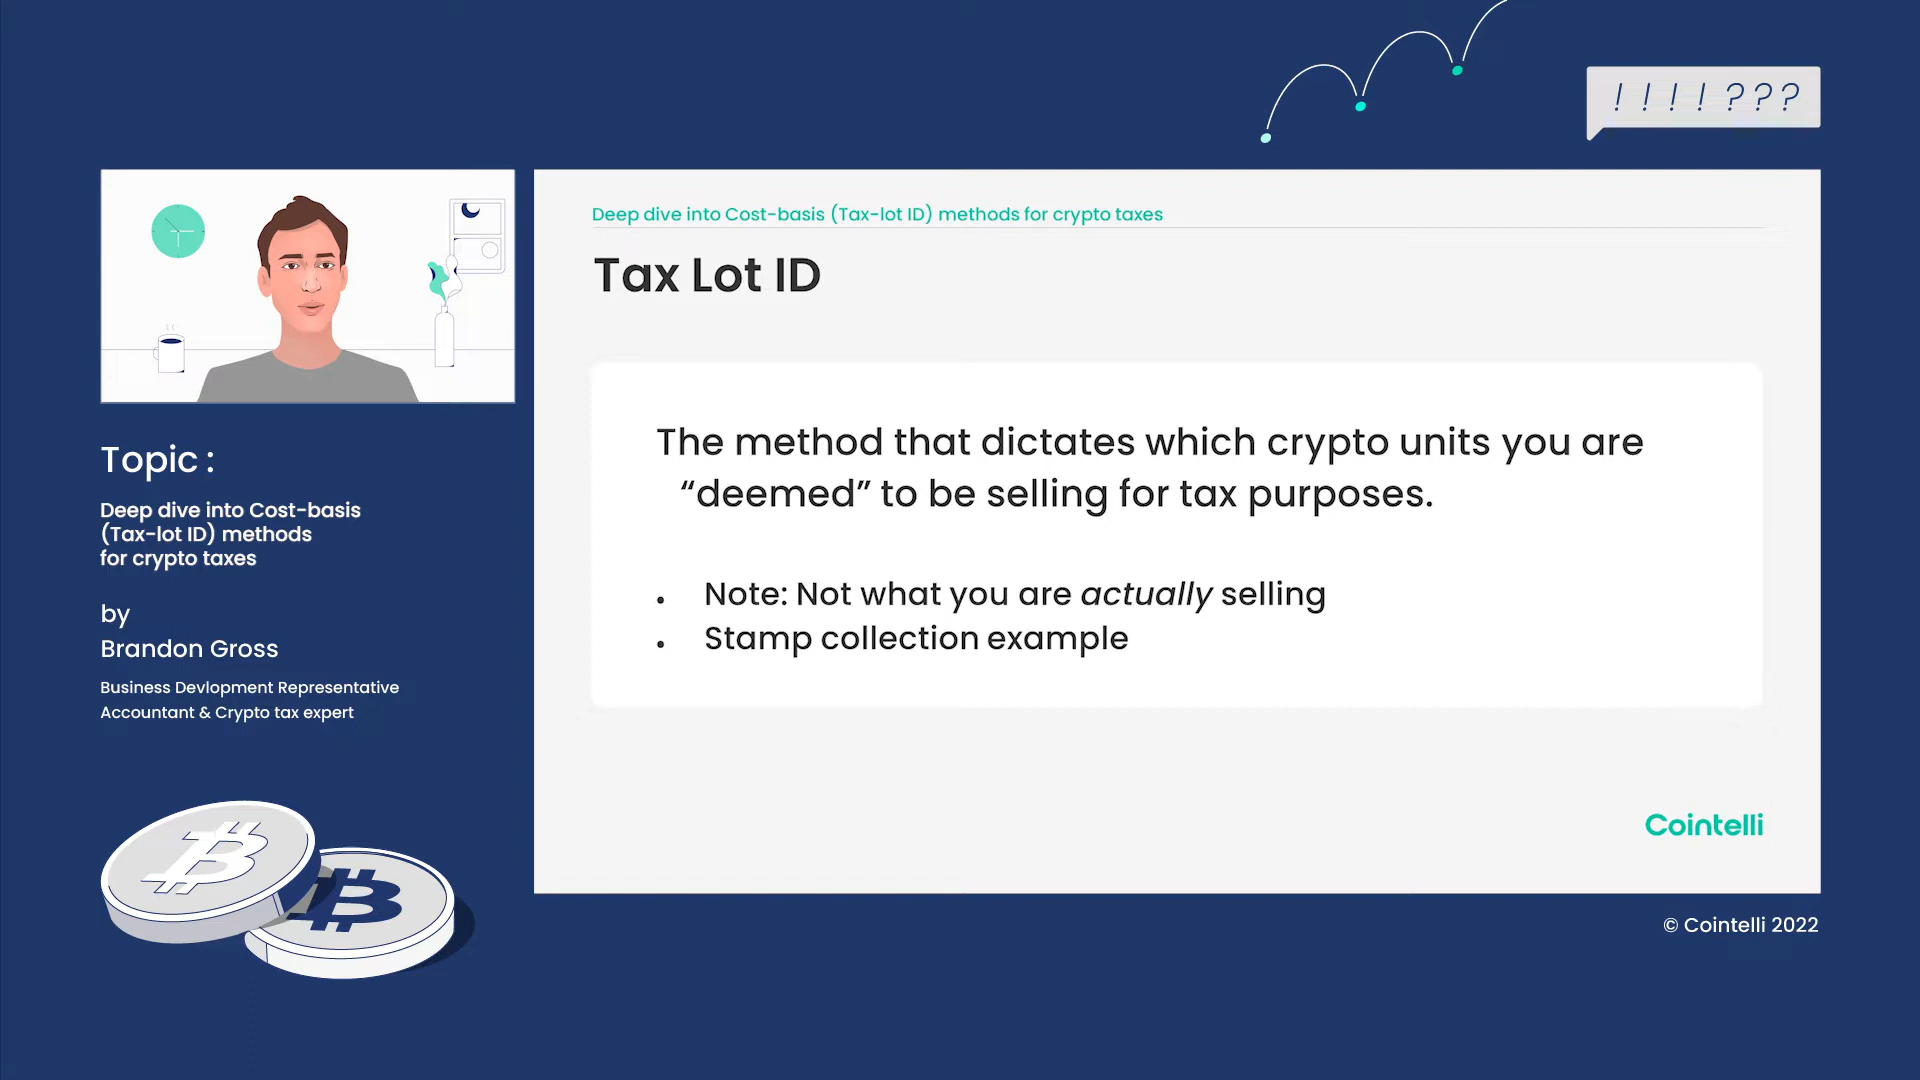 ! ! ! ! ? ? ?
Deep dive into Cost-basis (Tax-lot ID) methods for crypto taxes
Tax Lot ID
The method that dictates which crypto units you are
“deemed” to be selling for tax purposes.
• Note: Not what you are actually selling
• Stamp collection example
Cointelli
Topic :
Deep dive into Cost-basis
(Tax-lot ID) methods
for crypto taxes
by
Brandon Gross
Business Devlopment Representative
Accountant & Crypto tax expert
© Cointelli 2022